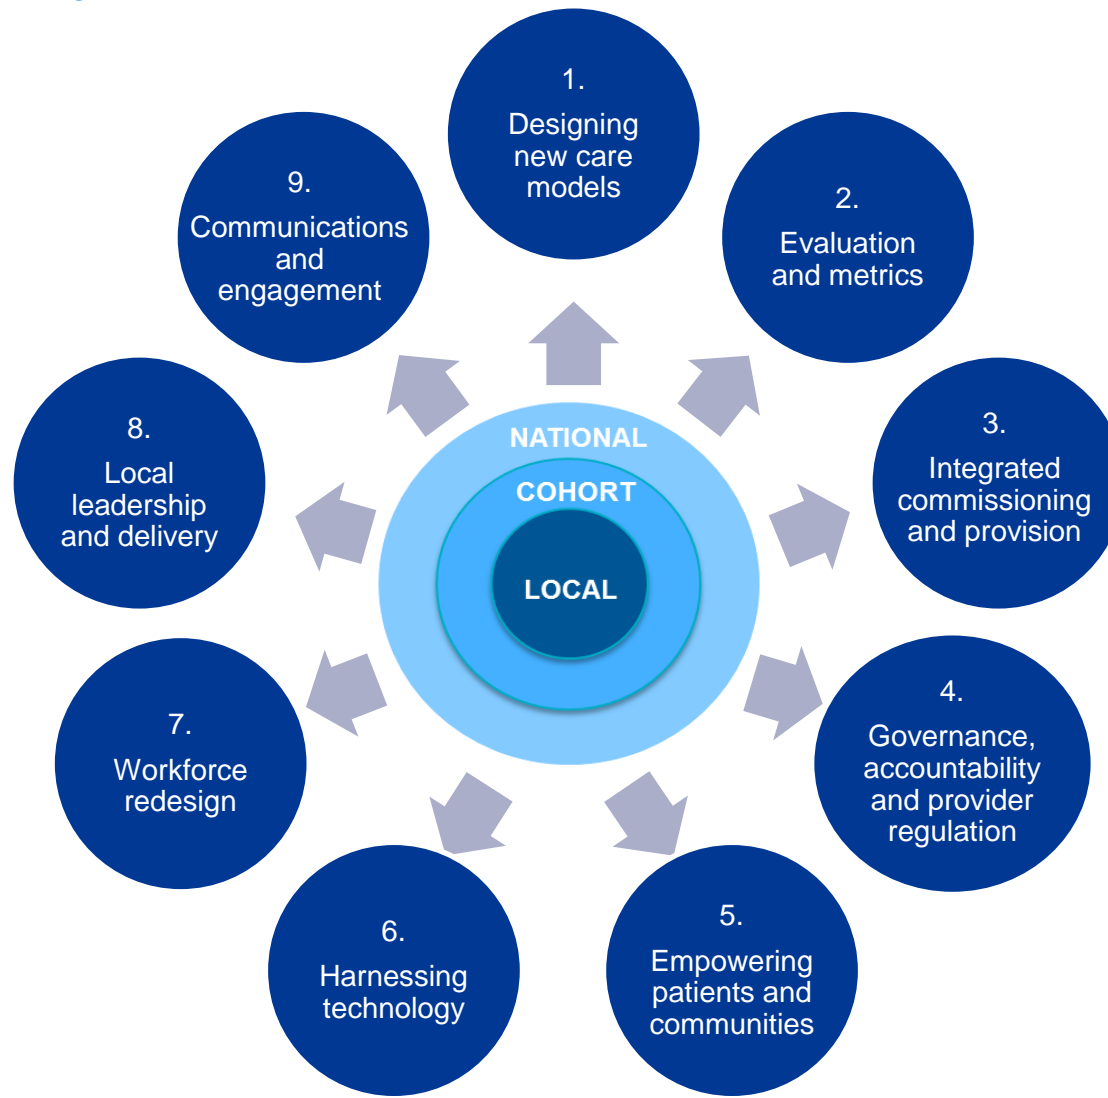 1.
Designing
new care
models
2.
Evaluation
and metrics
3.
Integrated
commissioning
and provision
4.
Governance,
accountability
and provider
regulation
5.
Empowering
patients and
communities
6.
Harnessing
technology
7.
Workforce
redesign
8.
Local
leadership
and delivery
9.
Communications
and
engagement
NATIONAL
COHORT
LOCAL